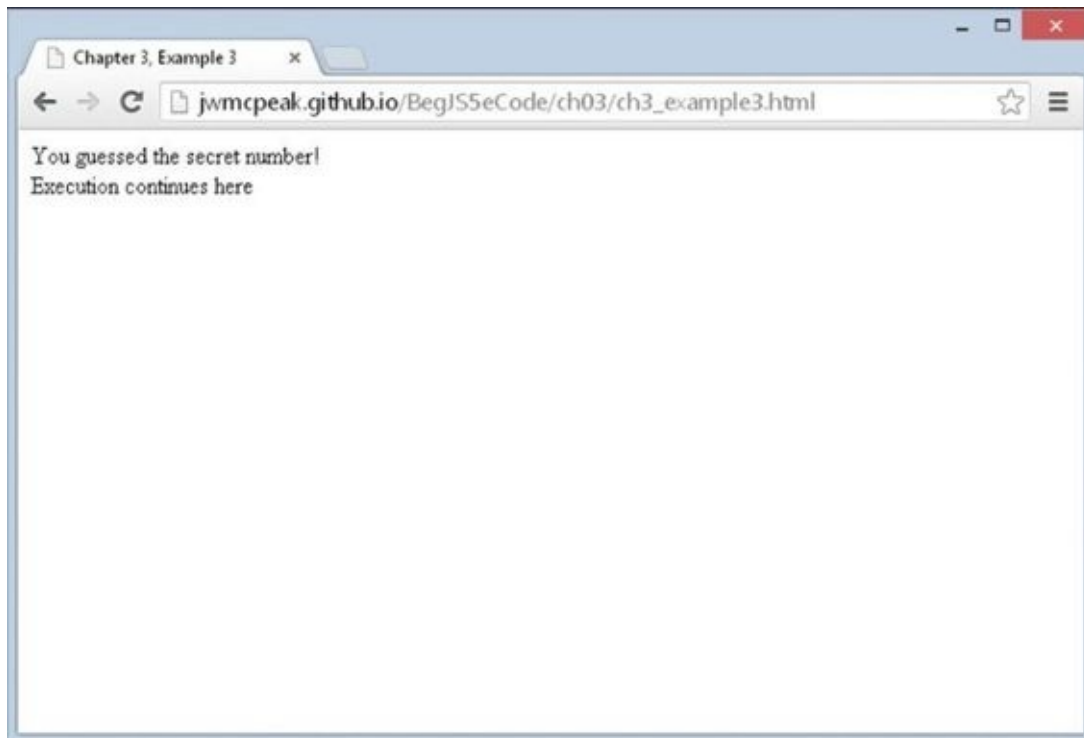 Chapter 3, Example 3
jwmcpeak.github.io/BegJS5eCode/ch03/ch3_example3.html
You guessed the secret number!
Execution continues here